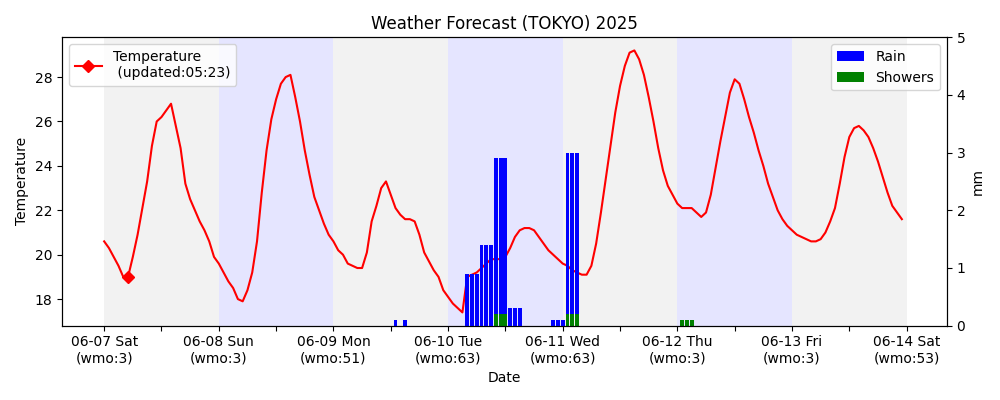 Weather Forecast (TOKYO) 2025
Temperature
(updated:05:23)
Rain
Showers
Temperature
28
26
24
22
20
18
5
4
3
2
1
0
mm
06-07 Sat
(wmo:3)
06-08 Sun
(wmo:3)
06-09 Mon
(wmo:51)
06-10 Tue
(wmo:63)
06-11 Wed
(wmo:63)
06-12 Thu
(wmo:3)
06-13 Fri
(wmo:3)
06-14 Sat
(wmo:53)
Date